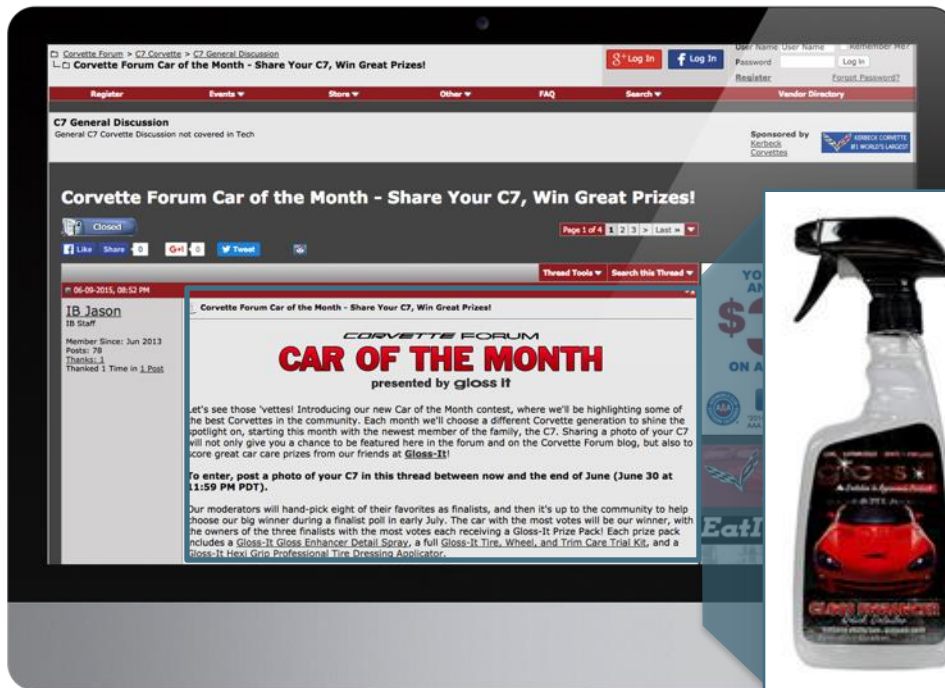 Corvette Forum > C7 Corvette > C7 General Discussion
Corvette Forum Car of the Month - Share Your C7, Win Great Prizes!
g+ Log In
f Log In
User Name User Name Remember Me?
Password Log In
Register Forgot Password?
Register Events Store Other FAQ Search Vendor Directory
C7 General Discussion
General C7 Corvette Discussion not covered in Tech
Sponsored by
Kerbeck
Corvettes
KERBECK CORVETTE
#1 WORLD'S LARGEST
Corvette Forum Car of the Month - Share Your C7, Win Great Prizes!
Closed
Page 1 of 4 1 2 3 > Last »
Like Share 0 G+1 0 Tweet
Thread Tools Search this Thread
06-09-2015, 08:52 PM
IB Jason
IB Staff
Member Since: Jun 2013
Posts: 78
Thanks: 1
Thanked 1 Time in 1 Post
Corvette Forum Car of the Month - Share Your C7, Win Great Prizes!
CORVETTE FORUM
CAR OF THE MONTH
presented by gloss it
Let's see those 'vettes! Introducing our new Car of the Month contest, where we'll be highlighting some of
the best Corvettes in the community. Each month we'll choose a different Corvette generation to shine the
spotlight on, starting this month with the newest member of the family, the C7. Sharing a photo of your C7
will not only give you a chance to be featured here in the forum and on the Corvette Forum blog, but also to
score great car care prizes from our friends at Gloss-It!
To enter, post a photo of your C7 in this thread between now and the end of June (June 30 at
11:59 PM PDT).
Our moderators will hand-pick eight of their favorites as finalists, and then it's up to the community to help
choose our big winner during a finalist poll in early July. The car with the most votes will be our winner, with
the owners of the three finalists with the most votes each receiving a Gloss-It Prize Pack! Each prize pack
includes a Gloss-It Gloss Enhancer Detail Spray, a full Gloss-It Tire, Wheel, and Trim Care Trial Kit, and a
Gloss-It Hexi Grip Professional Tire Dressing Applicator.
YO
AN
$
ON A
AAA
EatI
GLOSS ENHANCER